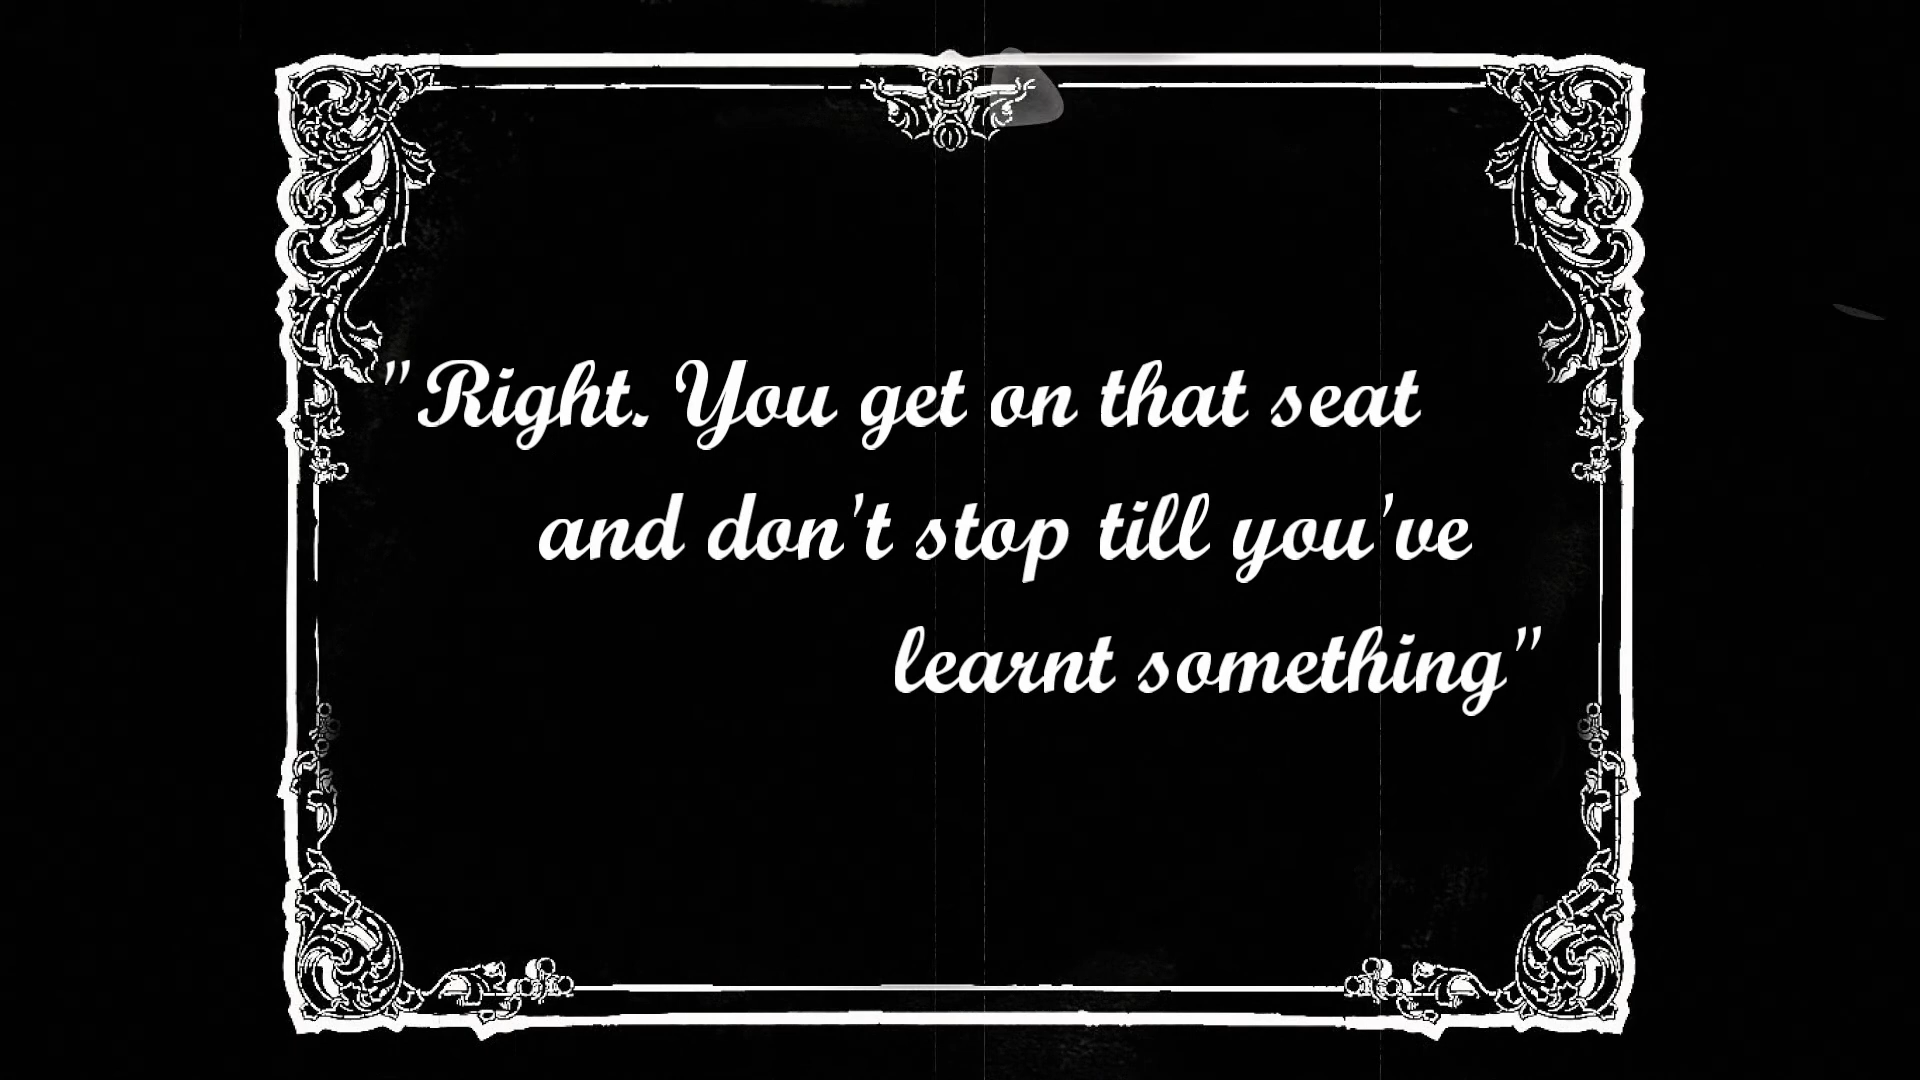 "Right. You get on that seat
and don't stop till you've
learnt something"